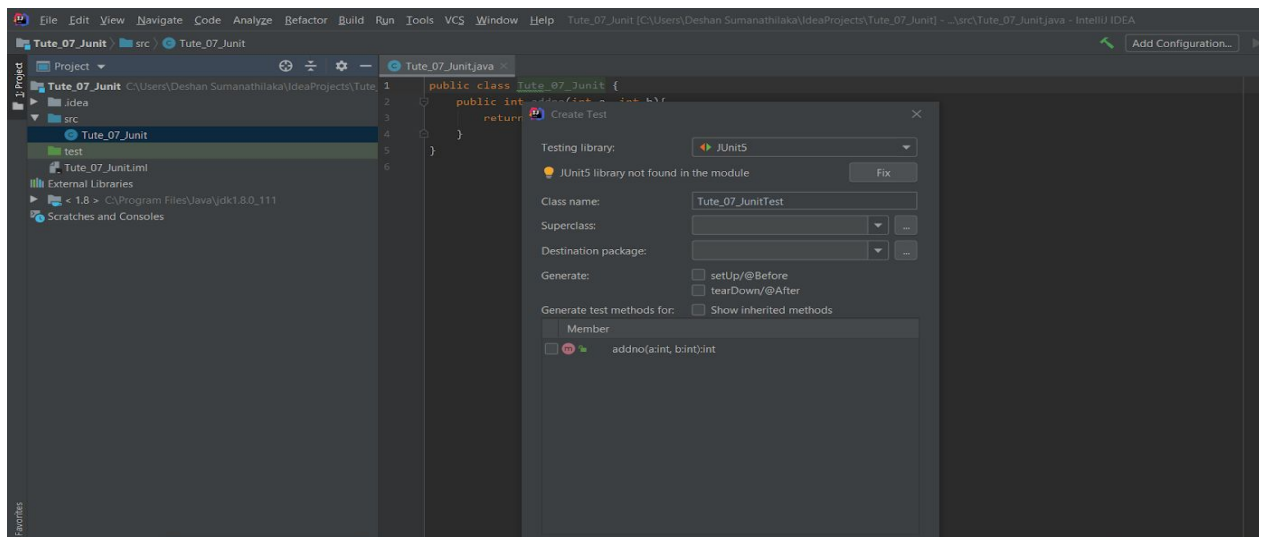 File Edit View Navigate Code Analyze Refactor Build Run Tools VCS Window Help Tute_07_Junit [C:\Users\Deshan Sumanathilaka\IdeaProjects\Tute_07_Junit] - ...\src\Tute_07_Junit.java - IntelliJ IDEA
Tute_07_Junit src Tute_07_Junit
Add Configuration...
1: Project
Project
Tute_07_Junit.java
Tute_07_Junit C:\Users\Deshan Sumanathilaka\IdeaProjects\Tute_
.idea
src
Tute_07_Junit
test
Tute_07_Junit.iml
External Libraries
< 1.8 > C:\Program Files\Java\jdk1.8.0_111
Scratches and Consoles
Favorites
1 public class Tute_07_Junit {
2 public int addno(int a, int b){
3 return
4 }
5 }
6
Create Test
Testing library: JUnit5
JUnit5 library not found in the module Fix
Class name: Tute_07_JunitTest
Superclass: ...
Destination package: ...
Generate: setUp/@Before
tearDown/@After
Generate test methods for: Show inherited methods
Member
m addno(a:int, b:int):int